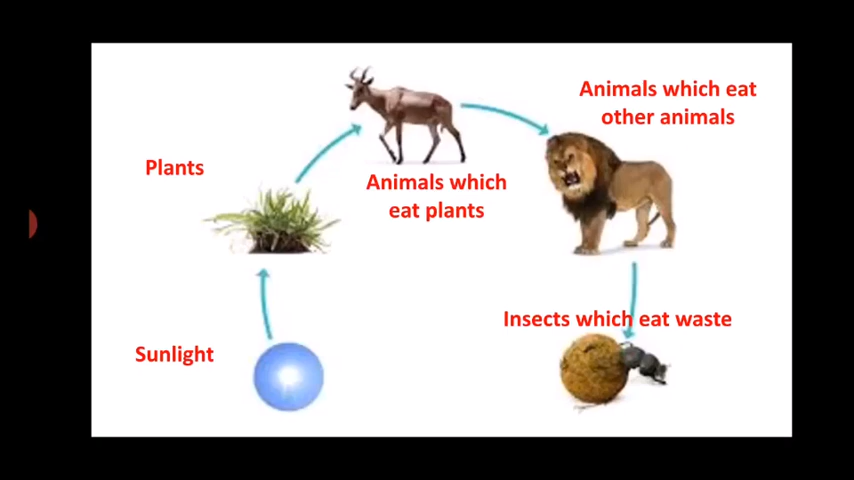 Animals which eat
other animals
Plants
Animals which
eat plants
Insects which eat waste
Sunlight